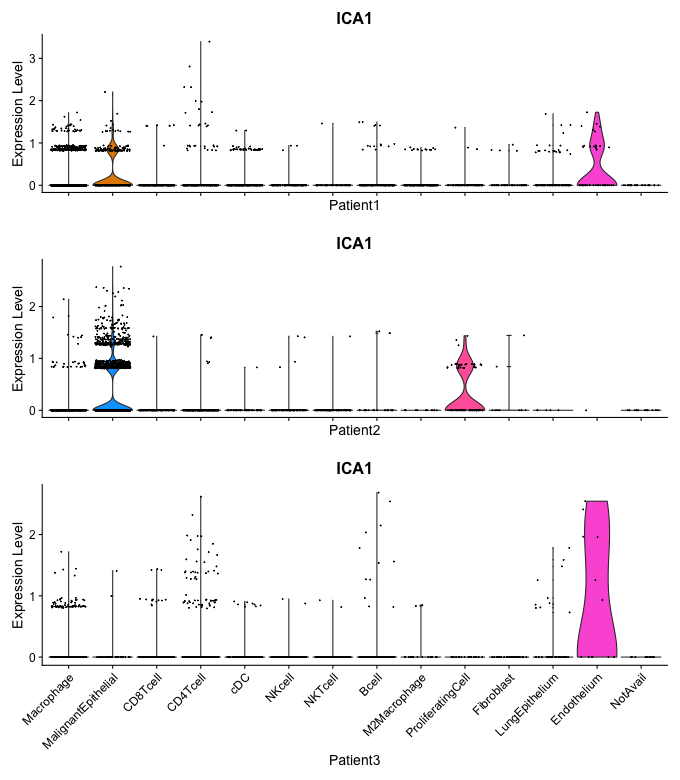 ICA1
Expression Level
3
2
1
0
Patient1
ICA1
Expression Level
2
1
0
Patient2
ICA1
Expression Level
2
1
0
Macrophage
MalignantEpithelial
CD8Tcell
CD4Tcell
cDC
NKcell
NKTcell
Bcell
M2Macrophage
ProliferatingCell
Fibroblast
LungEpithelium
Endothelium
NotAvail
Patient3